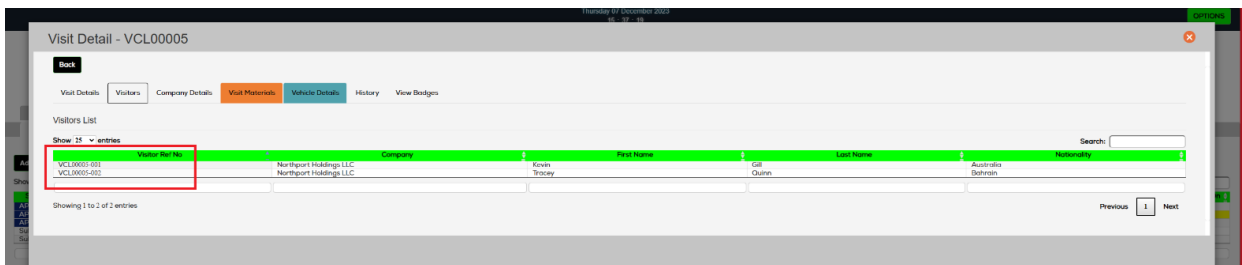 Thursday 07 December 2023
15 : 37 : 19
OPTIONS
Visit Detail - VCL00005
Back
Visit Details Visitors Company Details Visit Materials Vehicle Details History View Badges
Visitors List
Show 25 entries Search:
Visitor Ref No Company First Name Last Name Nationality
VCL00005-001 Northport Holdings LLC Kevin Gill Australia
VCL00005-002 Northport Holdings LLC Tracey Quinn Bahrain
Showing 1 to 2 of 2 entries Previous 1 Next